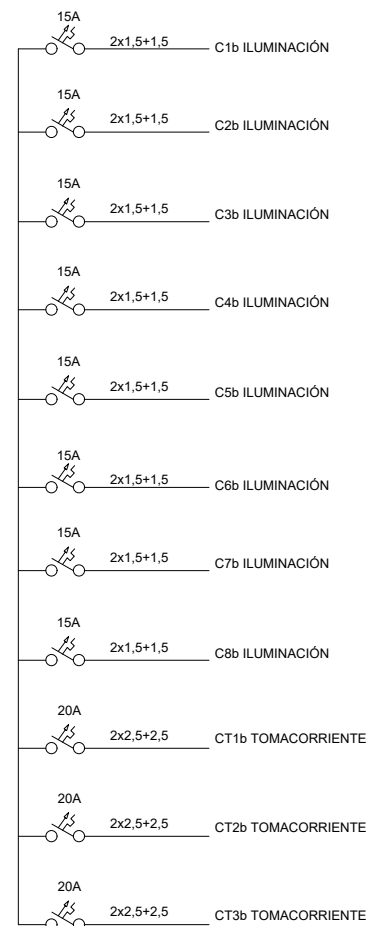 15A
2x1,5+1,5 C1b ILUMINACIÓN
15A
2x1,5+1,5 C2b ILUMINACIÓN
15A
2x1,5+1,5 C3b ILUMINACIÓN
15A
2x1,5+1,5 C4b ILUMINACIÓN
15A
2x1,5+1,5 C5b ILUMINACIÓN
15A
2x1,5+1,5 C6b ILUMINACIÓN
15A
2x1,5+1,5 C7b ILUMINACIÓN
15A
2x1,5+1,5 C8b ILUMINACIÓN
20A
2x2,5+2,5 CT1b TOMACORRIENTE
20A
2x2,5+2,5 CT2b TOMACORRIENTE
20A
2x2,5+2,5 CT3b TOMACORRIENTE